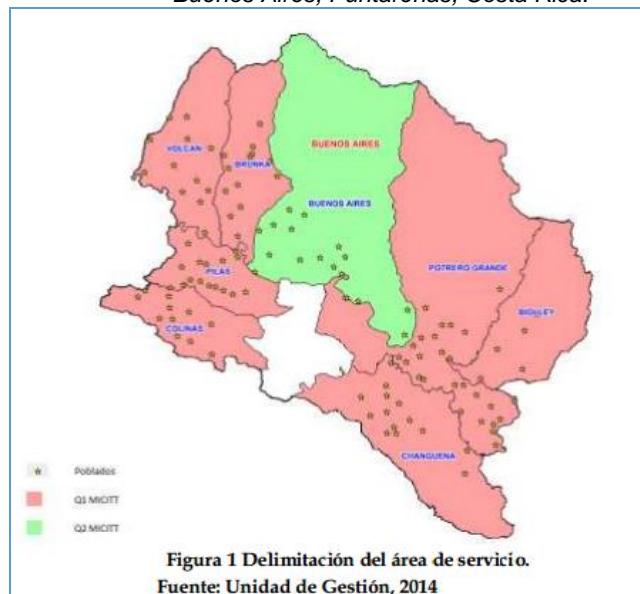 Buenos Aires, Puntarenas, Costa Rica.
VOLCAN
BRUNKA
BUENOS AIRES
BUENOS AIRES
PILAS
POTRERO GRANDE
BIOLLEY
COLINAS
CHANGUENA
Poblados
Q1 MICITT
Q2 MICITT
Figura 1 Delimitación del área de servicio.
Fuente: Unidad de Gestión, 2014